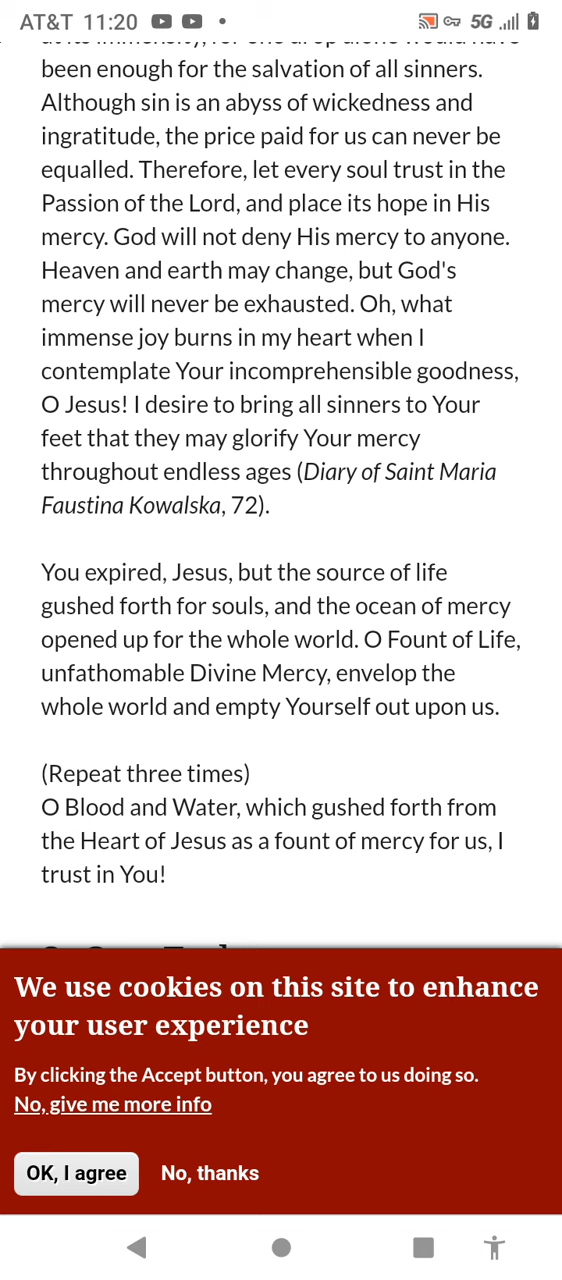 AT&T 11:20
5G
been enough for the salvation of all sinners.
Although sin is an abyss of wickedness and
ingratitude, the price paid for us can never be
equalled. Therefore, let every soul trust in the
Passion of the Lord, and place its hope in His
mercy. God will not deny His mercy to anyone.
Heaven and earth may change, but God's
mercy will never be exhausted. Oh, what
immense joy burns in my heart when I
contemplate Your incomprehensible goodness,
O Jesus! I desire to bring all sinners to Your
feet that they may glorify Your mercy
throughout endless ages (Diary of Saint Maria
Faustina Kowalska, 72).
You expired, Jesus, but the source of life
gushed forth for souls, and the ocean of mercy
opened up for the whole world. O Fount of Life,
unfathomable Divine Mercy, envelop the
whole world and empty Yourself out upon us.
(Repeat three times)
O Blood and Water, which gushed forth from
the Heart of Jesus as a fount of mercy for us, I
trust in You!
We use cookies on this site to enhance
your user experience
By clicking the Accept button, you agree to us doing so.
No, give me more info
OK, I agree No, thanks